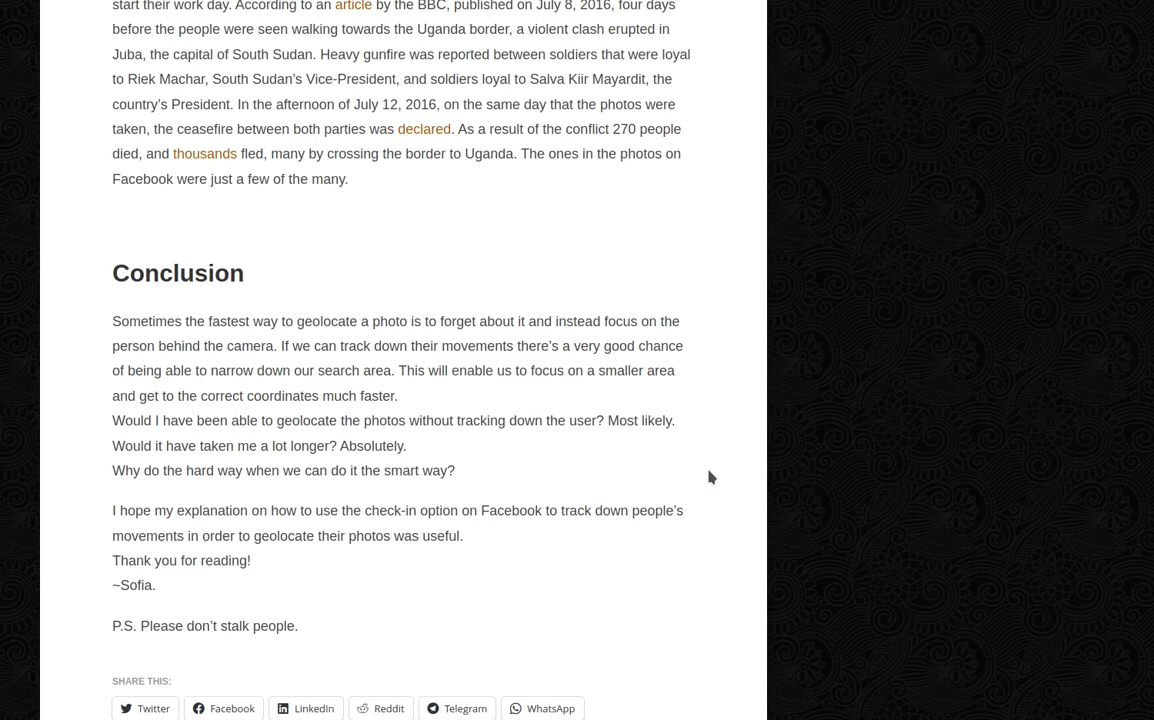 start their work day. According to an article by the BBC, published on July 8, 2016, four days
before the people were seen walking towards the Uganda border, a violent clash erupted in
Juba, the capital of South Sudan. Heavy gunfire was reported between soldiers that were loyal
to Riek Machar, South Sudan’s Vice-President, and soldiers loyal to Salva Kiir Mayardit, the
country’s President. In the afternoon of July 12, 2016, on the same day that the photos were
taken, the ceasefire between both parties was declared. As a result of the conflict 270 people
died, and thousands fled, many by crossing the border to Uganda. The ones in the photos on
Facebook were just a few of the many.
Conclusion
Sometimes the fastest way to geolocate a photo is to forget about it and instead focus on the
person behind the camera. If we can track down their movements there’s a very good chance
of being able to narrow down our search area. This will enable us to focus on a smaller area
and get to the correct coordinates much faster.
Would I have been able to geolocate the photos without tracking down the user? Most likely.
Would it have taken me a lot longer? Absolutely.
Why do the hard way when we can do it the smart way?
I hope my explanation on how to use the check-in option on Facebook to track down people’s
movements in order to geolocate their photos was useful.
Thank you for reading!
~Sofia.
P.S. Please don’t stalk people.
SHARE THIS:
Twitter Facebook LinkedIn Reddit Telegram WhatsApp